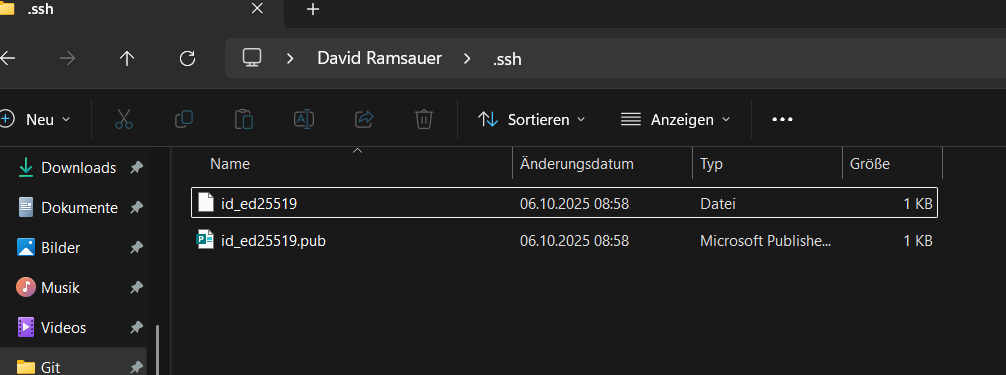 .ssh
David Ramsauer > .ssh
Neu Sortieren Anzeigen
Name Änderungsdatum Typ Größe
Downloads
id_ed25519 06.10.2025 08:58 Datei 1 KB
Dokumente
id_ed25519.pub 06.10.2025 08:58 Microsoft Publishe... 1 KB
Bilder
Musik
Videos
Git